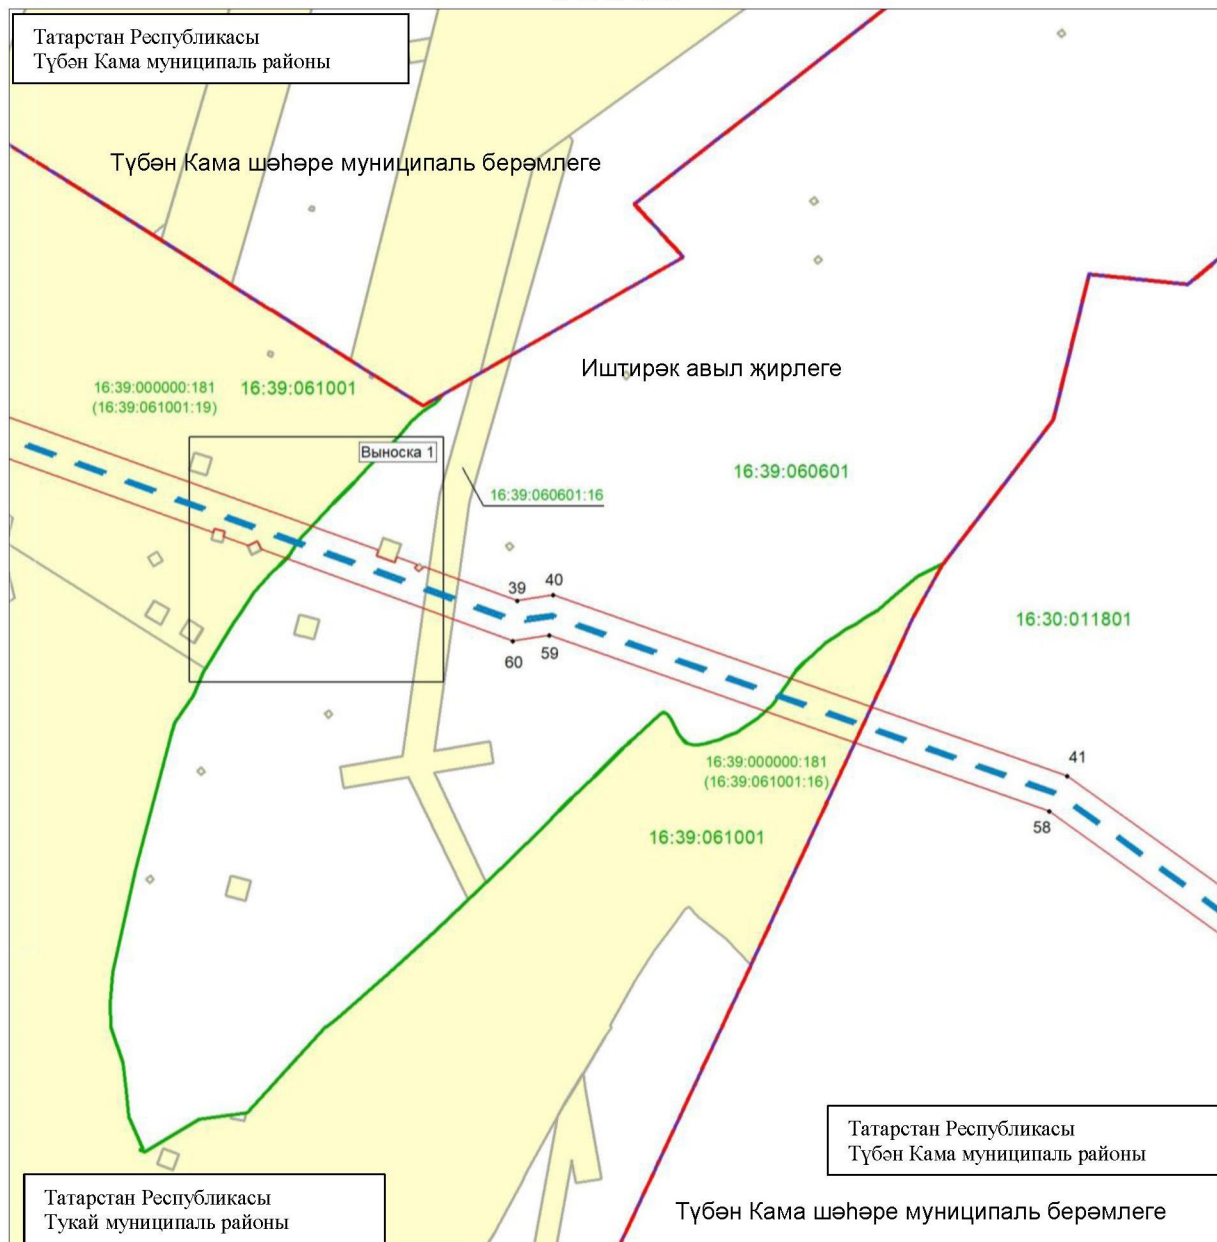 Татарстан Республикасы
Түбән Кама муниципаль районы
Түбән Кама шәһәре муниципаль берәмлеге
Иштирәк авыл җирлеге
16:39:000000:181
(16:39:061001:19)
16:39:061001
Выноска 1
16:39:060601
16:39:060601:16
39
40
60
59
16:30:011801
16:39:000000:181
(16:39:061001:16)
41
58
16:39:061001
Татарстан Республикасы
Түбән Кама муниципаль районы
Татарстан Республикасы
Тукай муниципаль районы
Түбән Кама шәһәре муниципаль берәмлеге